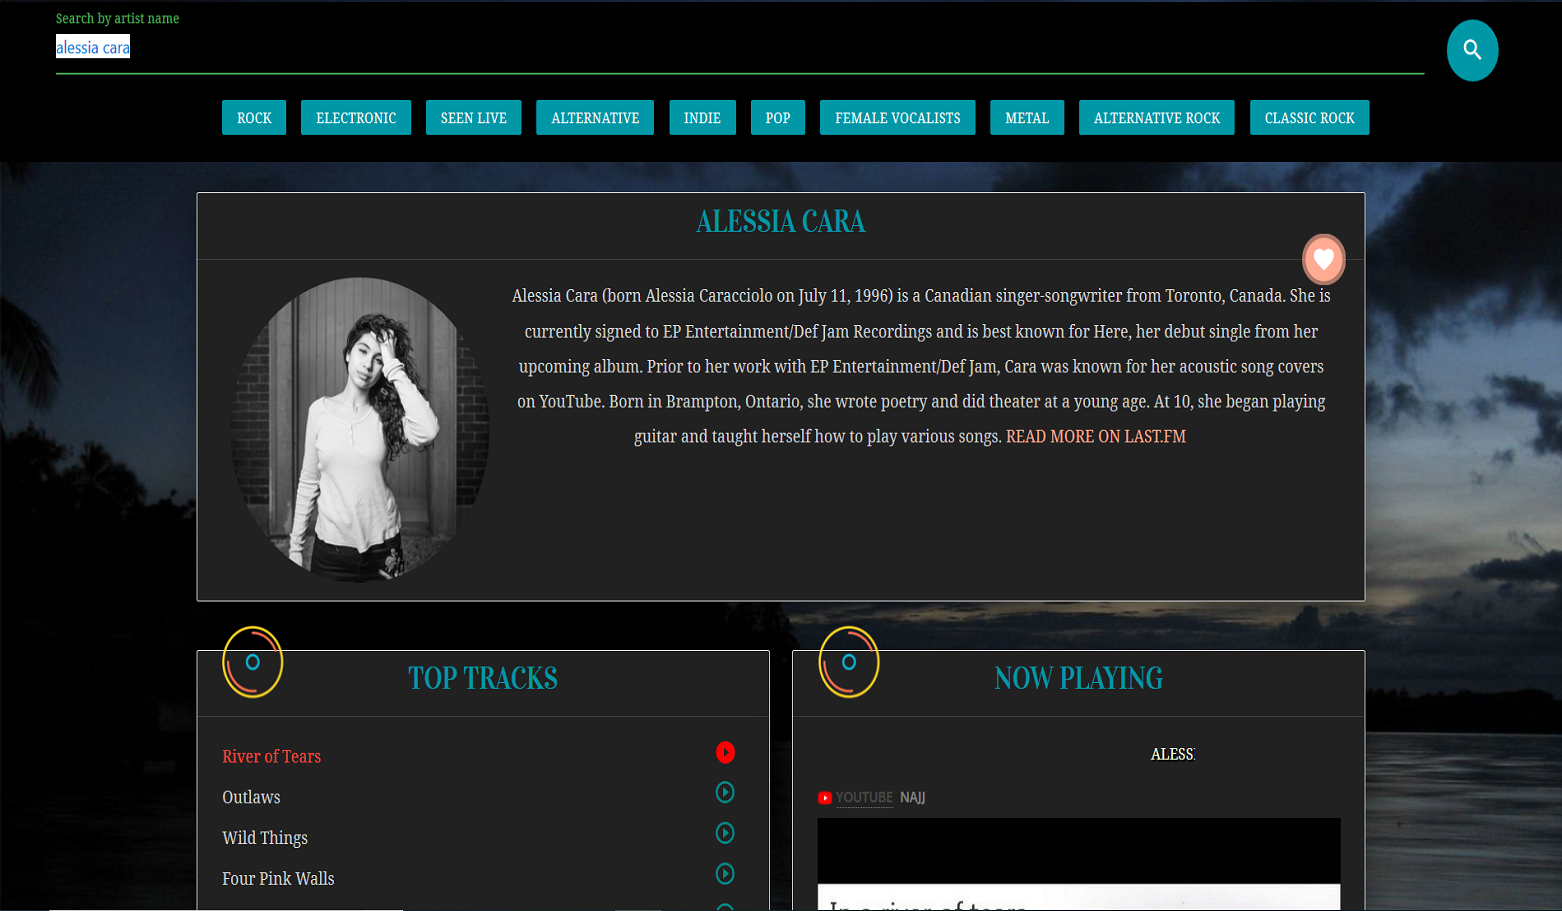 Search by artist name
alessia cara
ROCK ELECTRONIC SEEN LIVE ALTERNATIVE INDIE POP FEMALE VOCALISTS METAL ALTERNATIVE ROCK CLASSIC ROCK
ALESSIA CARA
Alessia Cara (born Alessia Caracciolo on July 11, 1996) is a Canadian singer-songwriter from Toronto, Canada. She is
currently signed to EP Entertainment/Def Jam Recordings and is best known for Here, her debut single from her
upcoming album. Prior to her work with EP Entertainment/Def Jam, Cara was known for her acoustic song covers
on YouTube. Born in Brampton, Ontario, she wrote poetry and did theater at a young age. At 10, she began playing
guitar and taught herself how to play various songs. READ MORE ON LAST.FM
TOP TRACKS
River of Tears
Outlaws
Wild Things
Four Pink Walls
NOW PLAYING
ALESS
YOUTUBE NAJJ
In a river of tears